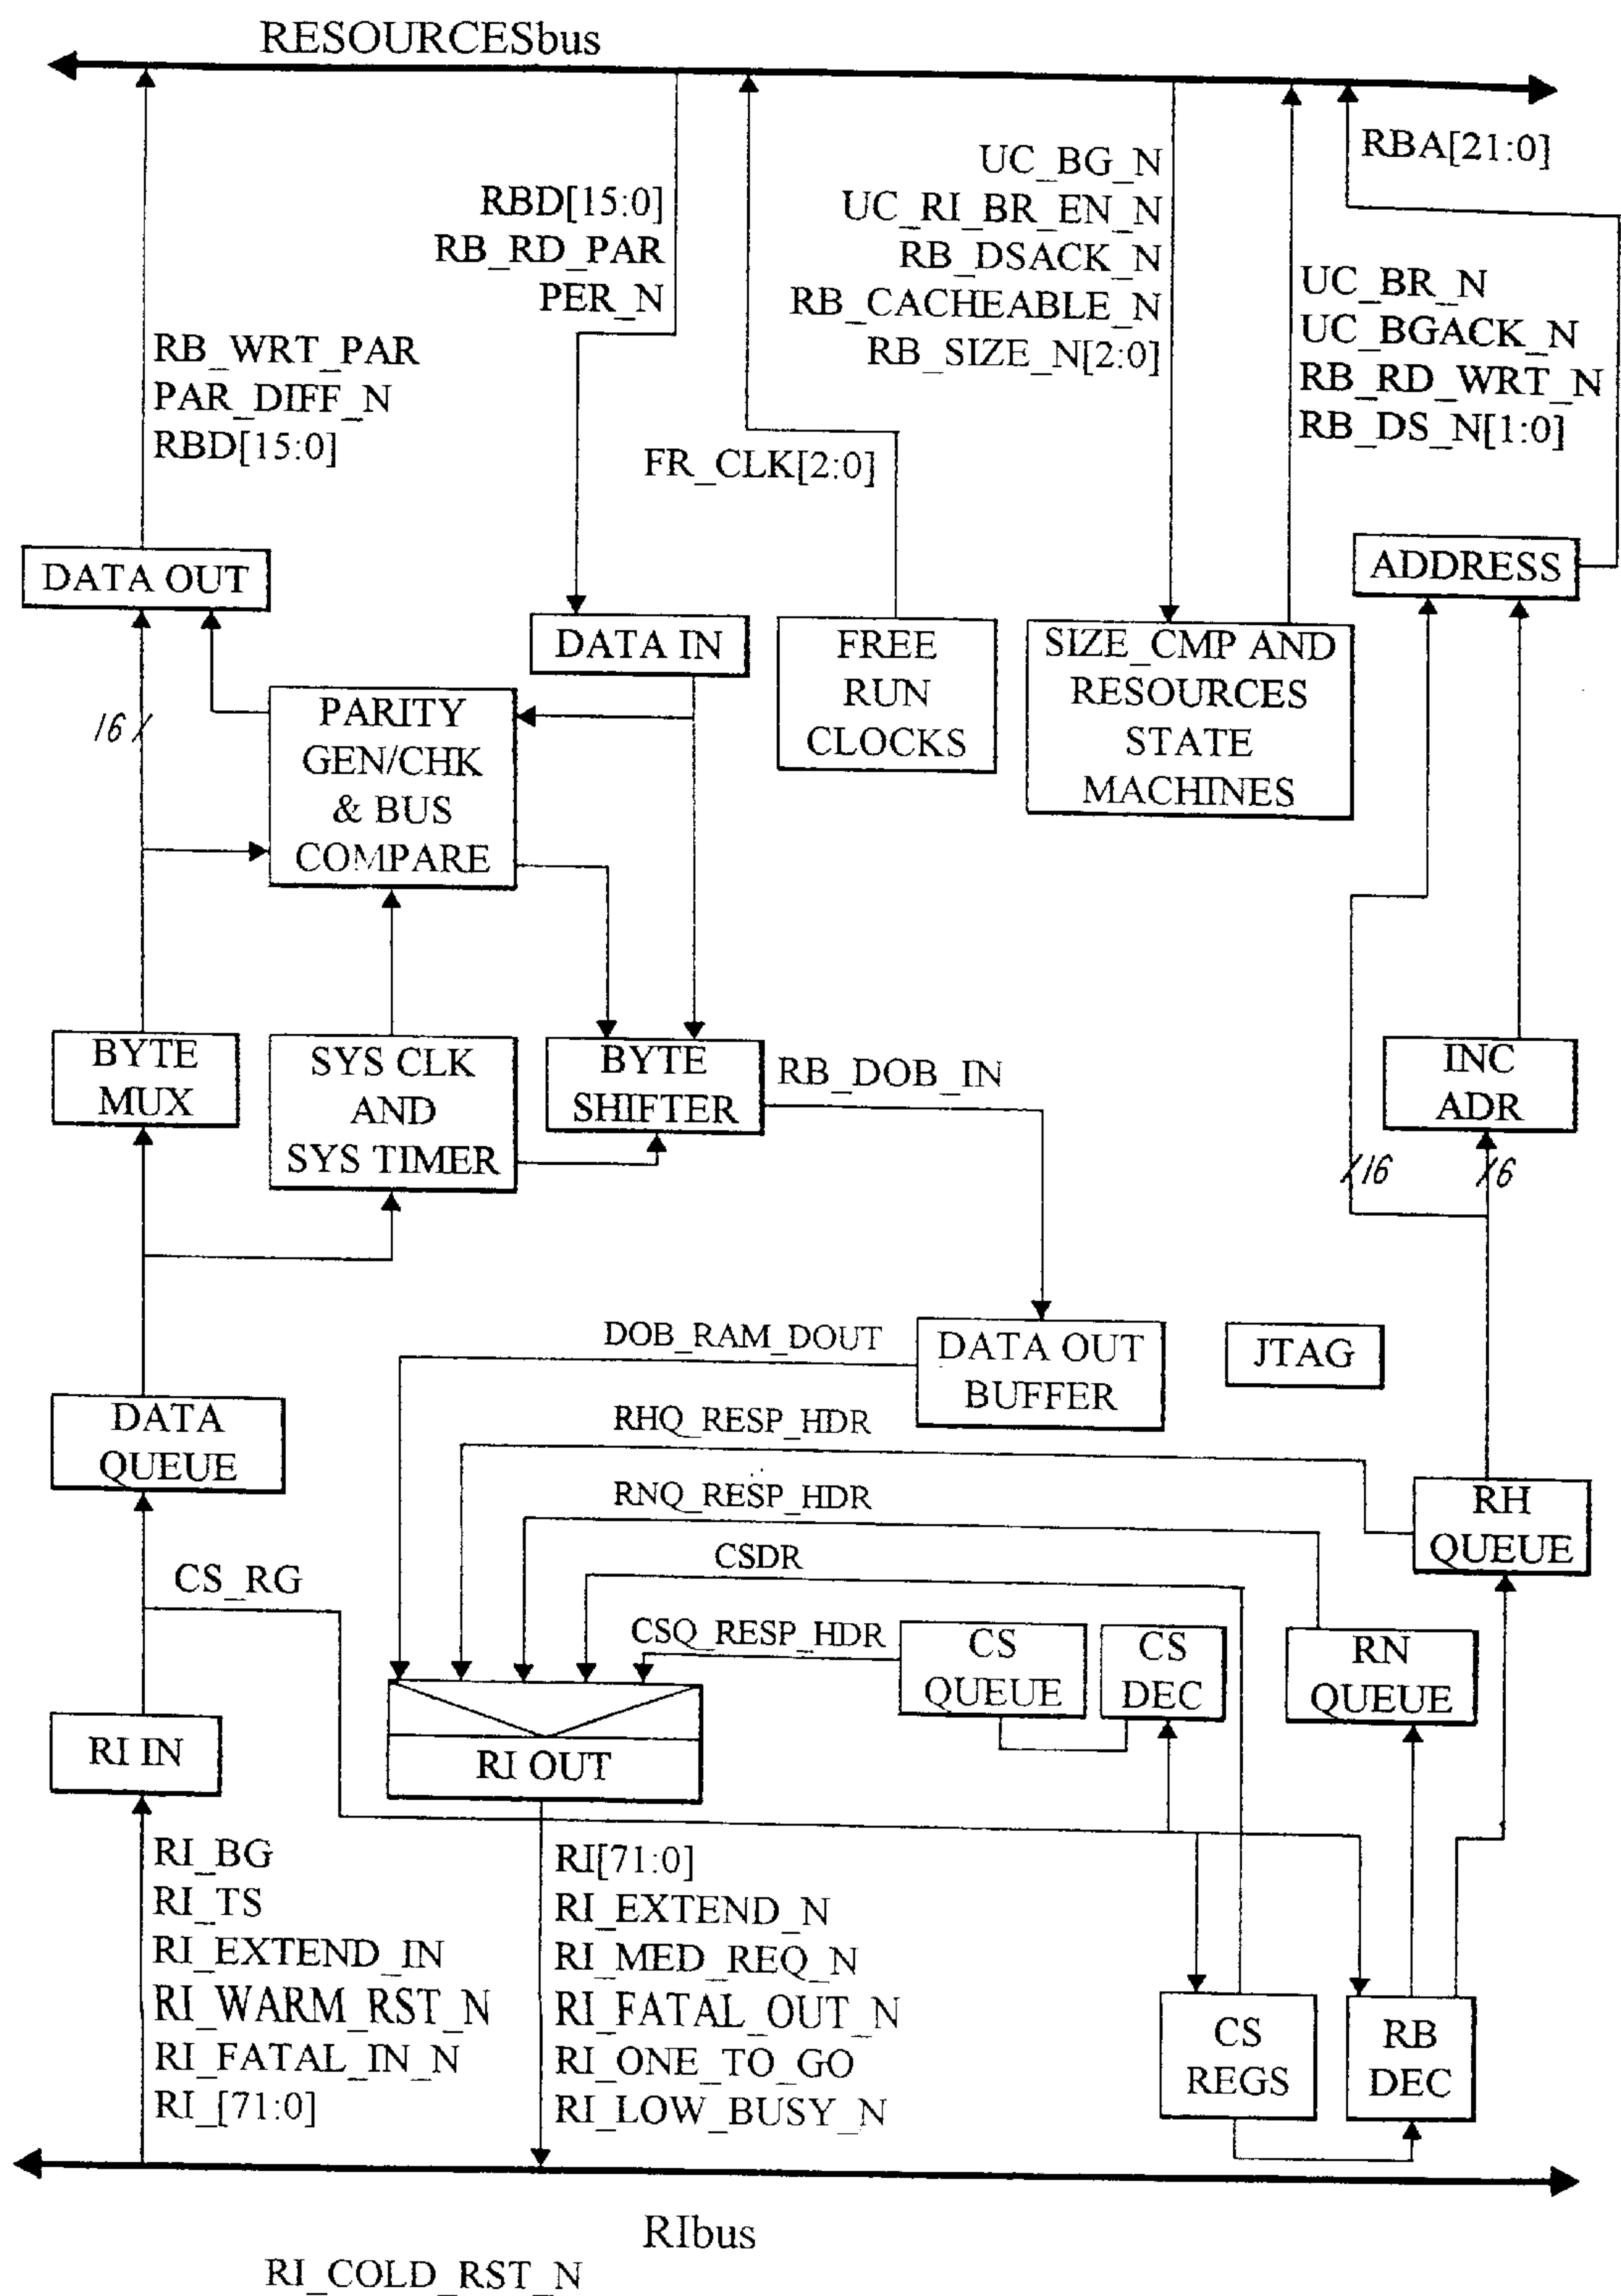 RESOURCESbus
RBA[21:0]
UC_BG_N
UC_RI_BR_EN_N
RB_DSACK_N
RB_CACHEABLE_N
RB_SIZE_N[2:0]
RBD[15:0]
RB_RD_PAR
PER_N
UC_BR_N
UC_BGACK_N
RB_RD_WRT_N
RB_DS_N[1:0]
RB_WRT_PAR
PAR_DIFF_N
RBD[15:0]
FR_CLK[2:0]
DATA OUT
ADDRESS
DATA IN
FREE
RUN
CLOCKS
SIZE_CMP AND
RESOURCES
STATE
MACHINES
16
PARITY
GEN/CHK
& BUS
COMPARE
BYTE
MUX
SYS CLK
AND
SYS TIMER
BYTE
SHIFTER
RB_DOB_IN
INC
ADR
16
6
DOB_RAM_DOUT
DATA OUT
BUFFER
JTAG
DATA
QUEUE
RHQ_RESP_HDR
RNQ_RESP_HDR
RH
QUEUE
CSDR
CS_RG
CSQ_RESP_HDR
CS
QUEUE
CS
DEC
RN
QUEUE
RI IN
RI OUT
RI_BG
RI_TS
RI_EXTEND_IN
RI_WARM_RST_N
RI_FATAL_IN_N
RI_[71:0]
RI[71:0]
RI_EXTEND_N
RI_MED_REQ_N
RI_FATAL_OUT_N
RI_ONE_TO_GO
RI_LOW_BUSY_N
CS
REGS
RB
DEC
RIbus
RI_COLD_RST_N